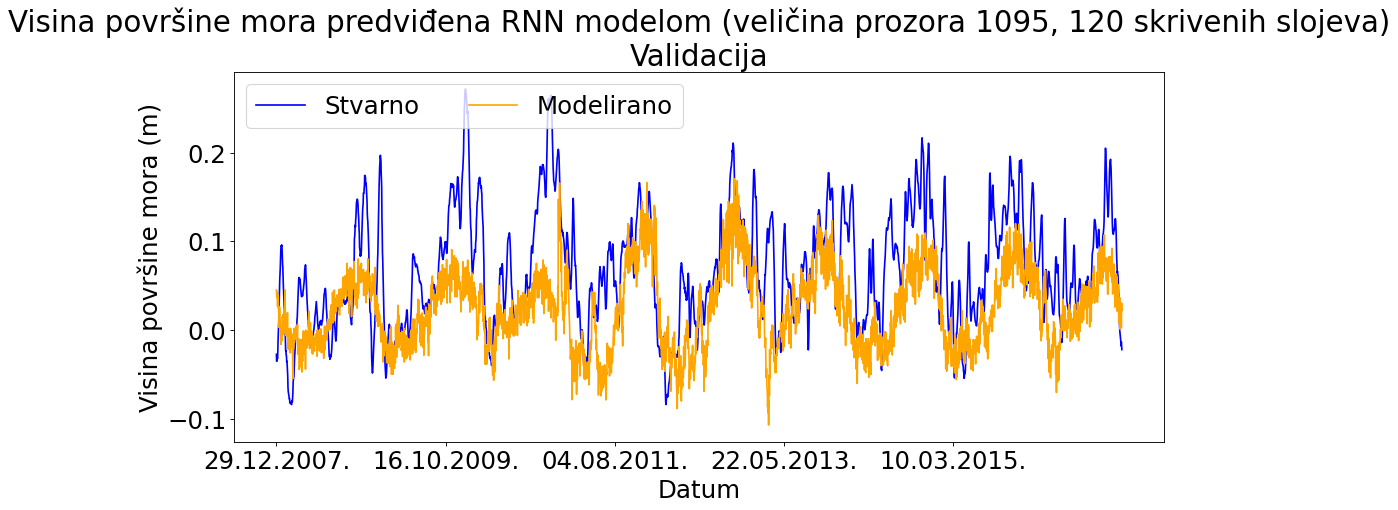 Visina površine mora predviđena RNN modelom (veličina prozora 1095, 120 skrivenih slojeva)
Validacija
Stvarno
Modelirano
Visina površine mora (m)
0.2
0.1
0.0
−0.1
29.12.2007.
16.10.2009.
04.08.2011.
22.05.2013.
10.03.2015.
Datum